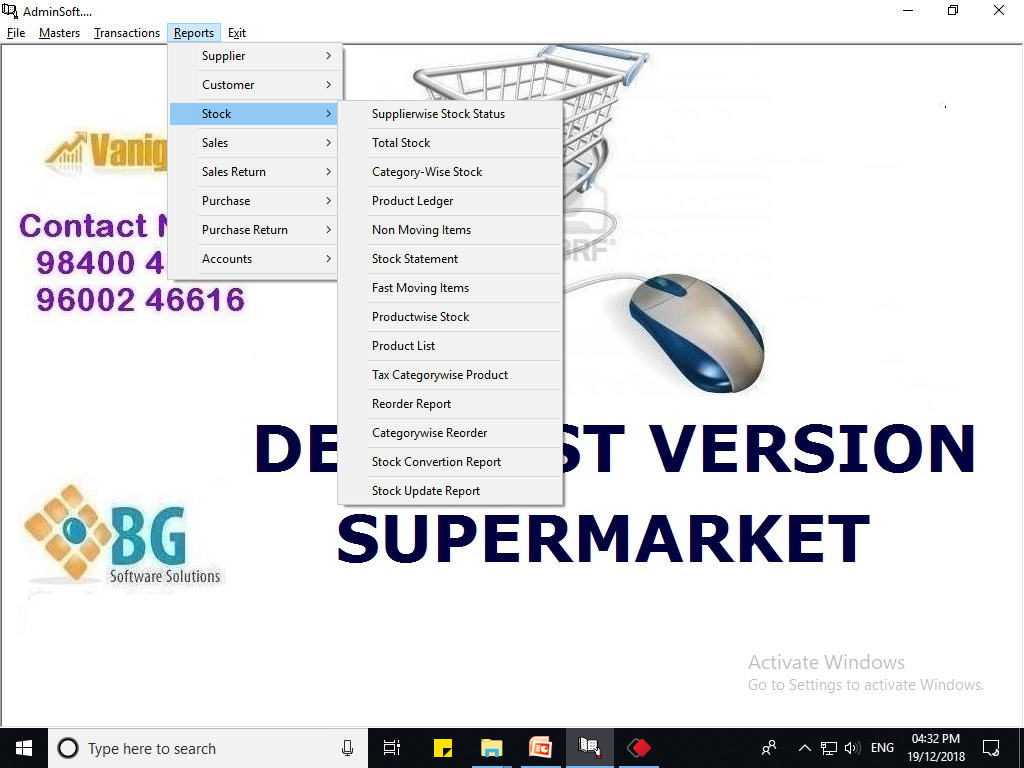 AdminSoft....
File Masters Transactions Reports Exit
Supplier
Customer
Stock
Sales
Sales Return
Purchase
Purchase Return
Accounts
Supplierwise Stock Status
Total Stock
Category-Wise Stock
Product Ledger
Non Moving Items
Stock Statement
Fast Moving Items
Productwise Stock
Product List
Tax Categorywise Product
Reorder Report
Categorywise Reorder
Stock Convertion Report
Stock Update Report
Contact
98400 4
96002 46616
VERSION
SUPERMARKET
BG
Software Solutions
Activate Windows
Go to Settings to activate Windows.
Type here to search
ENG
04:32 PM
19/12/2018